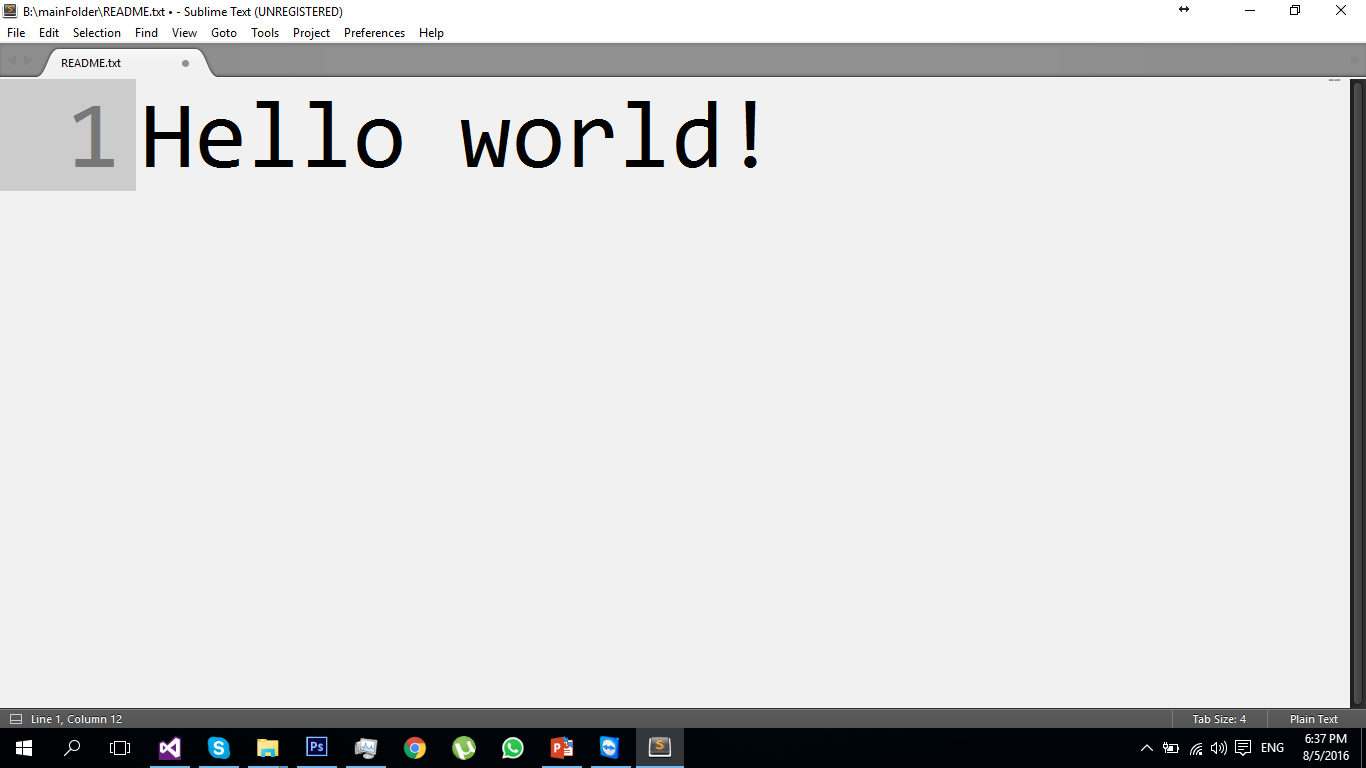 B:\mainFolder\README.txt • - Sublime Text (UNREGISTERED)
File Edit Selection Find View Goto Tools Project Preferences Help
README.txt
1 Hello world!
Line 1, Column 12 Tab Size: 4 Plain Text
ENG
6:37 PM
8/5/2016